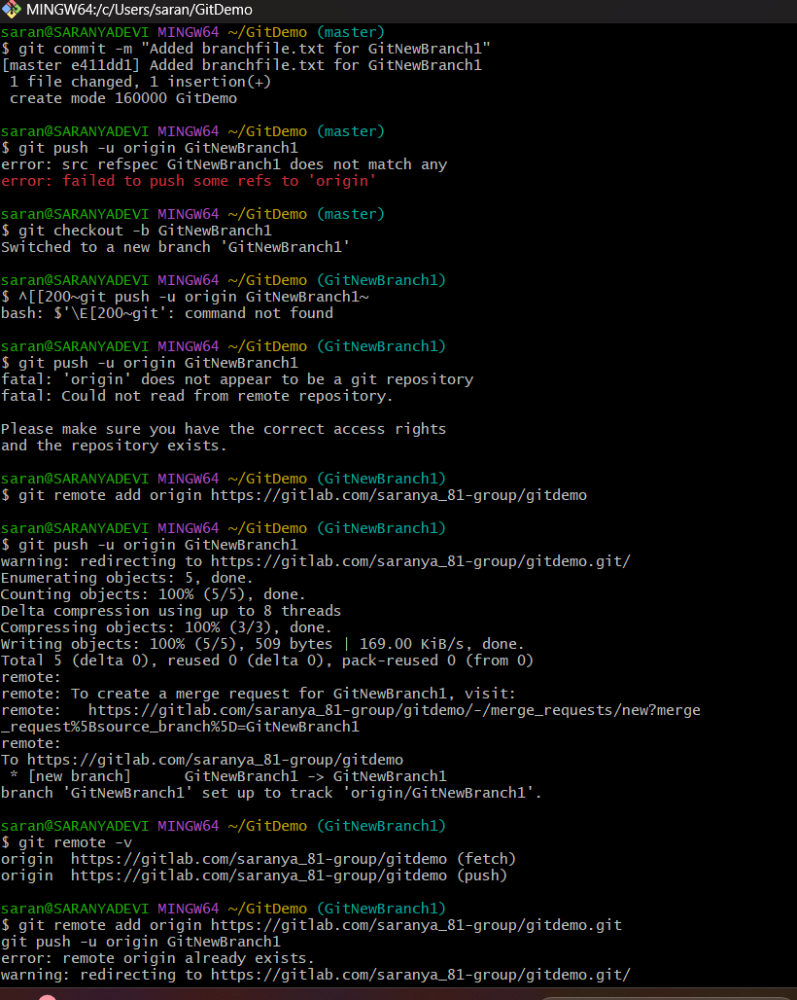 MINGW64:/c/Users/saran/GitDemo
saran@SARANYADEVI MINGW64 ~/GitDemo (master)
$ git commit -m "Added branchfile.txt for GitNewBranch1"
[master e411dd1] Added branchfile.txt for GitNewBranch1
 1 file changed, 1 insertion(+)
 create mode 160000 GitDemo

saran@SARANYADEVI MINGW64 ~/GitDemo (master)
$ git push -u origin GitNewBranch1
error: src refspec GitNewBranch1 does not match any
error: failed to push some refs to 'origin'

saran@SARANYADEVI MINGW64 ~/GitDemo (master)
$ git checkout -b GitNewBranch1
Switched to a new branch 'GitNewBranch1'

saran@SARANYADEVI MINGW64 ~/GitDemo (GitNewBranch1)
$ ^[[200~git push -u origin GitNewBranch1~
bash: $'\E[200~git': command not found

saran@SARANYADEVI MINGW64 ~/GitDemo (GitNewBranch1)
$ git push -u origin GitNewBranch1
fatal: 'origin' does not appear to be a git repository
fatal: Could not read from remote repository.

Please make sure you have the correct access rights
and the repository exists.

saran@SARANYADEVI MINGW64 ~/GitDemo (GitNewBranch1)
$ git remote add origin https://gitlab.com/saranya_81-group/gitdemo

saran@SARANYADEVI MINGW64 ~/GitDemo (GitNewBranch1)
$ git push -u origin GitNewBranch1
warning: redirecting to https://gitlab.com/saranya_81-group/gitdemo.git/
Enumerating objects: 5, done.
Counting objects: 100% (5/5), done.
Delta compression using up to 8 threads
Compressing objects: 100% (3/3), done.
Writing objects: 100% (5/5), 509 bytes | 169.00 KiB/s, done.
Total 5 (delta 0), reused 0 (delta 0), pack-reused 0 (from 0)
remote:
remote: To create a merge request for GitNewBranch1, visit:
remote:   https://gitlab.com/saranya_81-group/gitdemo/-/merge_requests/new?merge
_request%5Bsource_branch%5D=GitNewBranch1
remote:
To https://gitlab.com/saranya_81-group/gitdemo
 * [new branch]      GitNewBranch1 -> GitNewBranch1
branch 'GitNewBranch1' set up to track 'origin/GitNewBranch1'.

saran@SARANYADEVI MINGW64 ~/GitDemo (GitNewBranch1)
$ git remote -v
origin  https://gitlab.com/saranya_81-group/gitdemo (fetch)
origin  https://gitlab.com/saranya_81-group/gitdemo (push)

saran@SARANYADEVI MINGW64 ~/GitDemo (GitNewBranch1)
$ git remote add origin https://gitlab.com/saranya_81-group/gitdemo.git
git push -u origin GitNewBranch1
error: remote origin already exists.
warning: redirecting to https://gitlab.com/saranya_81-group/gitdemo.git/